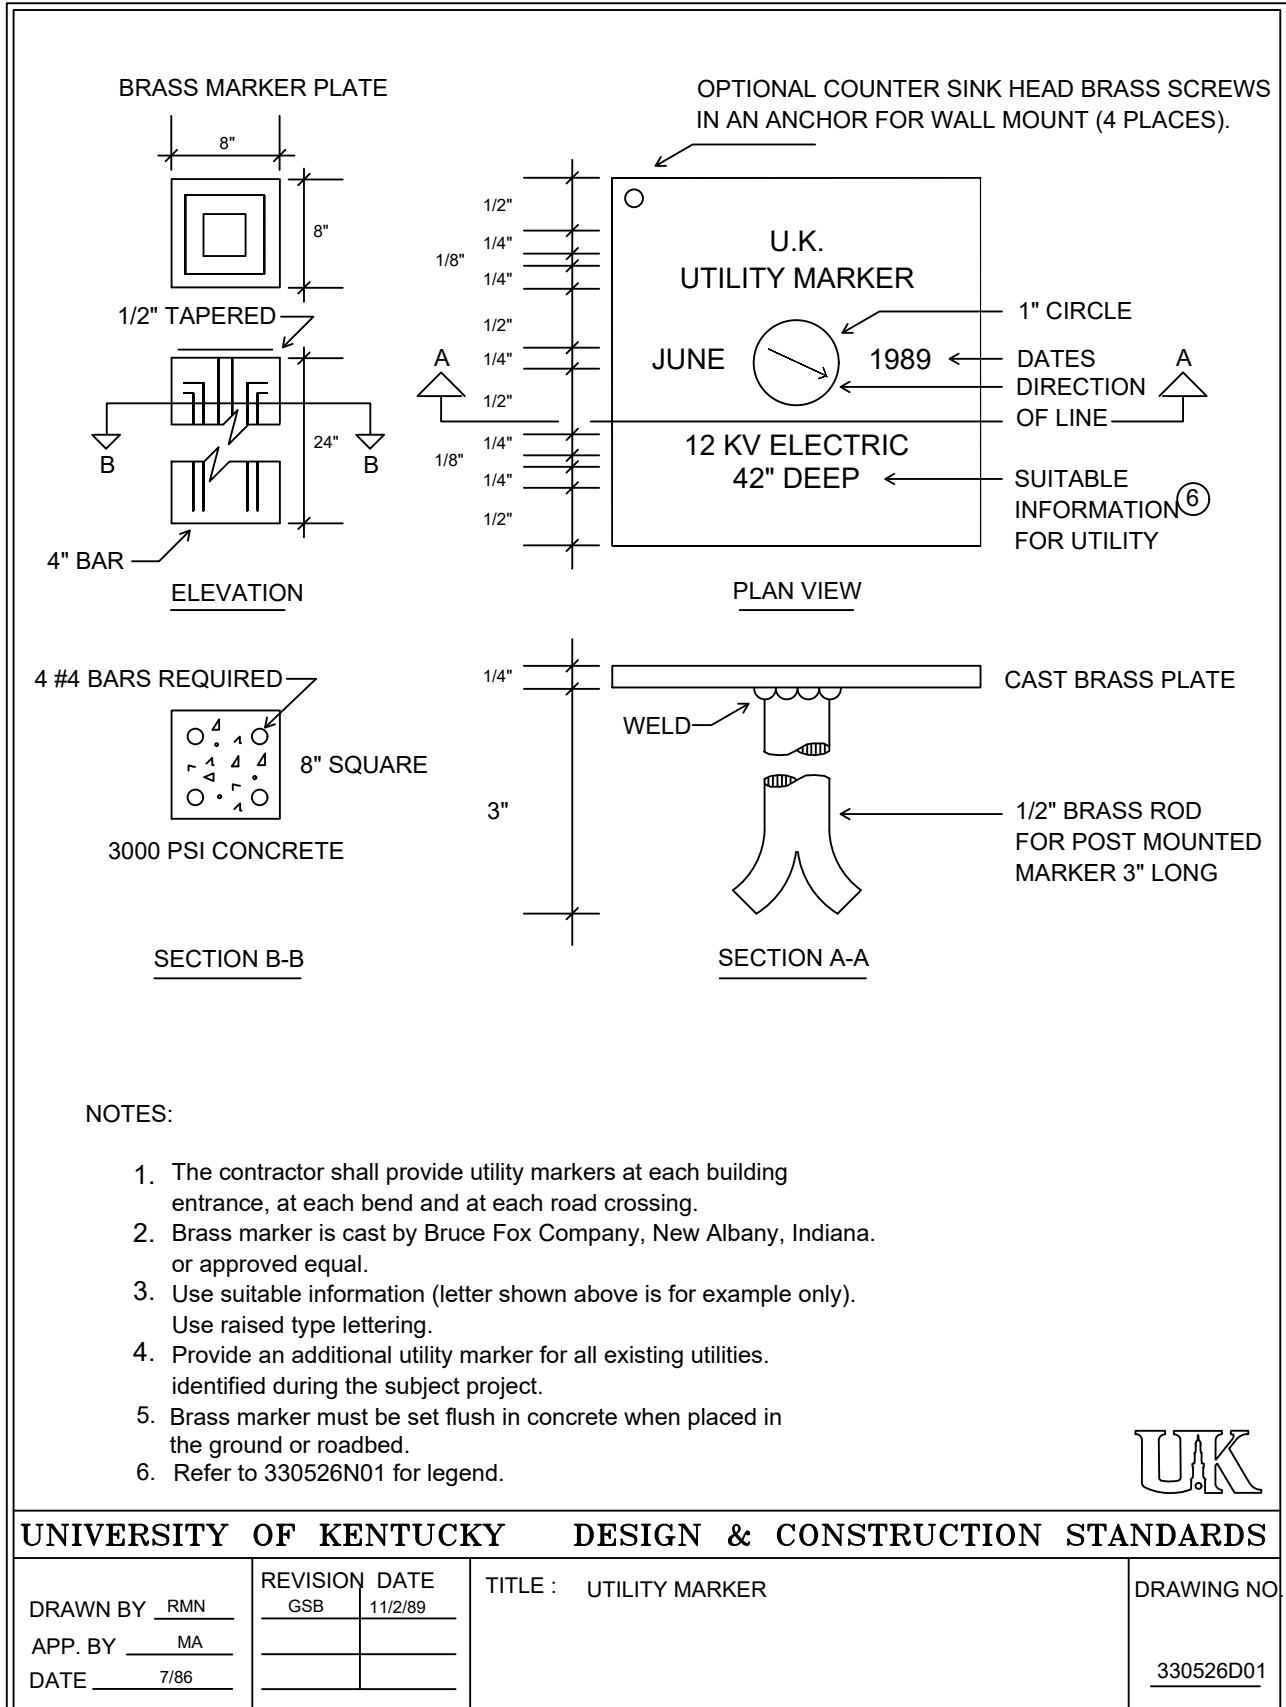 BRASS MARKER PLATE
8"
8"
1/2" TAPERED
24"
B
B
4" BAR
ELEVATION
OPTIONAL COUNTER SINK HEAD BRASS SCREWS
IN AN ANCHOR FOR WALL MOUNT (4 PLACES).
1/2"
1/4"
1/8"
1/4"
1/2"
1/4"
1/2"
1/4"
1/8"
1/4"
1/2"
A
A
U.K.
UTILITY MARKER
JUNE
1989
12 KV ELECTRIC
42" DEEP
1" CIRCLE
DATES
DIRECTION
OF LINE
SUITABLE
INFORMATION 6
FOR UTILITY
PLAN VIEW
4 #4 BARS REQUIRED
8" SQUARE
3000 PSI CONCRETE
SECTION B-B
1/4"
3"
WELD
CAST BRASS PLATE
1/2" BRASS ROD
FOR POST MOUNTED
MARKER 3" LONG
SECTION A-A
NOTES:
1. The contractor shall provide utility markers at each building
entrance, at each bend and at each road crossing.
2. Brass marker is cast by Bruce Fox Company, New Albany, Indiana.
or approved equal.
3. Use suitable information (letter shown above is for example only).
Use raised type lettering.
4. Provide an additional utility marker for all existing utilities.
identified during the subject project.
5. Brass marker must be set flush in concrete when placed in
the ground or roadbed.
6. Refer to 330526N01 for legend.
UK
UNIVERSITY OF KENTUCKY DESIGN & CONSTRUCTION STANDARDS
DRAWN BY RMN
APP. BY MA
DATE 7/86
REVISION DATE
GSB 11/2/89
TITLE : UTILITY MARKER
DRAWING NO.
330526D01